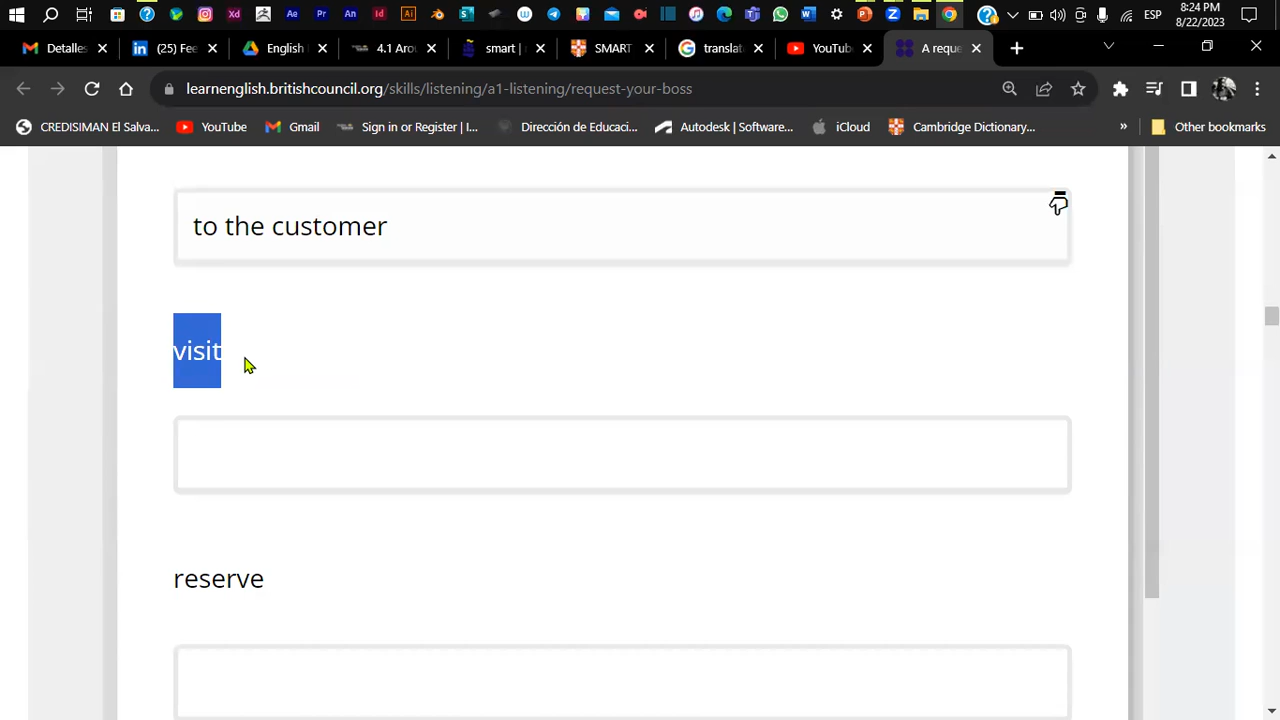 8:24 PM
ESP
8/22/2023
Detalles
(25) Fee
English I
4.1 Arou
smart |
SMART
translat
YouTube
A reque
learnenglish.britishcouncil.org/skills/listening/a1-listening/request-your-boss
CREDISIMAN El Salva...
YouTube
Gmail
Sign in or Register | I...
Dirección de Educaci...
Autodesk | Software...
iCloud
Cambridge Dictionary...
»
Other bookmarks
to the customer
visit
reserve